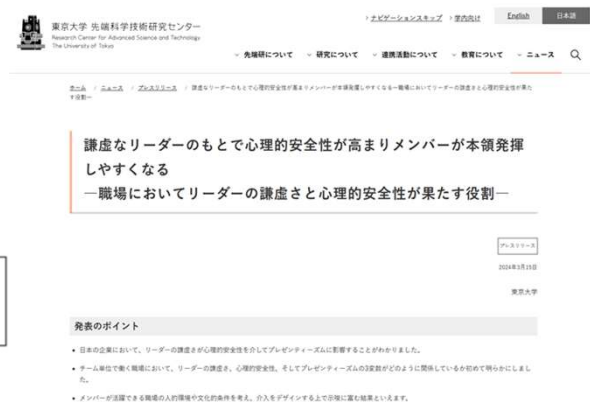 東京大学 先端科学技術研究センター
Research Center for Advanced Science and Technology
The University of Tokyo
ナビゲーションスキップ 学内向け English 日本語
先端研について 研究について 連携活動について 教育について ニュース
ホーム / ニュース / プレスリリース / 謙虚なリーダーのもとで心理的安全性が高まりメンバーが本領発揮しやすくなる―職場においてリーダーの謙虚さと心理的安全性が果た
す役割―
謙虚なリーダーのもとで心理的安全性が高まりメンバーが本領発揮
しやすくなる
―職場においてリーダーの謙虚さと心理的安全性が果たす役割―
プレスリリース
2024年3月15日
東京大学
発表のポイント
• 日本の企業において、リーダーの謙虚さが心理的安全性を介してプレゼンティーズムに影響することがわかりました。
• チーム単位で働く職場において、リーダーの謙虚さ、心理的安全性、そしてプレゼンティーズムの3変数がどのように関係しているか初めて明らかにしまし
た。
• メンバーが活躍できる職場の人的環境や文化的条件を考え、介入をデザインする上で示唆に富む結果といえます。